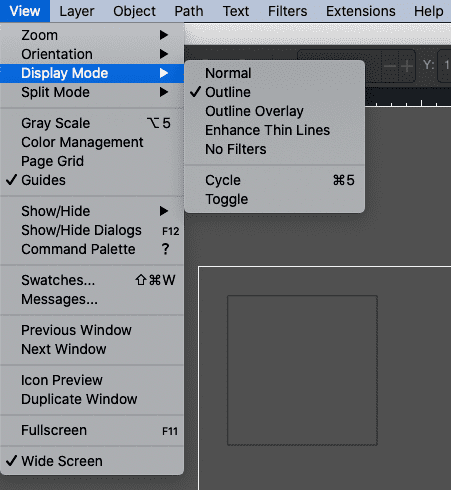 View Layer Object Path Text Filters Extensions Help
Zoom ▶
Orientation ▶
Display Mode ▶
Split Mode ▶
Gray Scale ⌥5
Color Management
Page Grid
✓ Guides
Show/Hide ▶
Show/Hide Dialogs F12
Command Palette ?
Swatches... ⇧⌘W
Messages...
Previous Window
Next Window
Icon Preview
Duplicate Window
Fullscreen F11
✓ Wide Screen
Normal
✓ Outline
Outline Overlay
Enhance Thin Lines
No Filters
Cycle ⌘5
Toggle
Y: 1